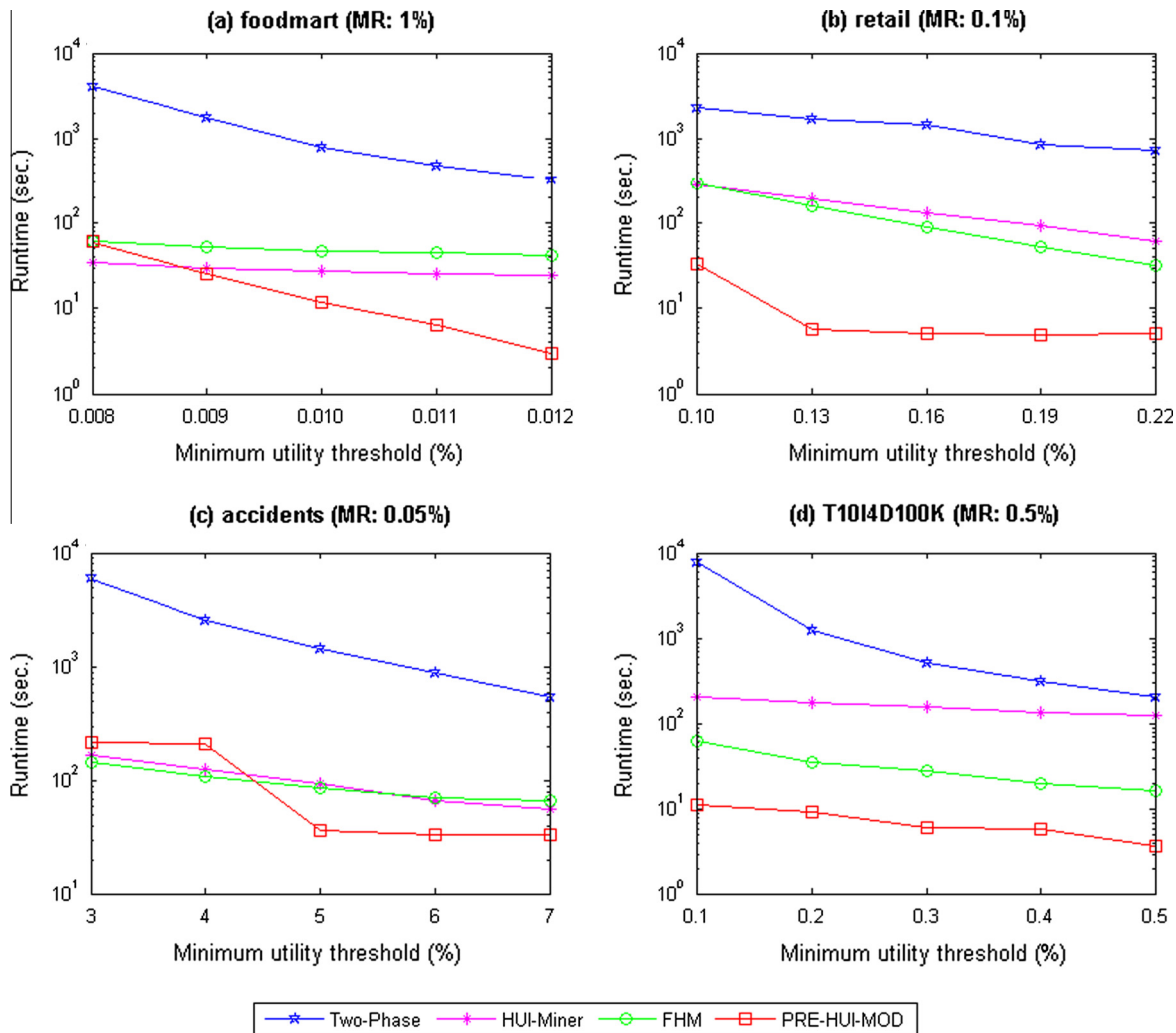 (a) foodmart (MR: 1%)
10^4
10^3
10^2
10^1
10^0
Runtime (sec.)
0.008 0.009 0.010 0.011 0.012
Minimum utility threshold (%)
(b) retail (MR: 0.1%)
10^4
10^3
10^2
10^1
10^0
Runtime (sec.)
0.10 0.13 0.16 0.19 0.22
Minimum utility threshold (%)
(c) accidents (MR: 0.05%)
10^4
10^3
10^2
10^1
Runtime (sec.)
3 4 5 6 7
Minimum utility threshold (%)
(d) T10I4D100K (MR: 0.5%)
10^4
10^3
10^2
10^1
10^0
Runtime (sec.)
0.1 0.2 0.3 0.4 0.5
Minimum utility threshold (%)
Two-Phase HUI-Miner FHM PRE-HUI-MOD